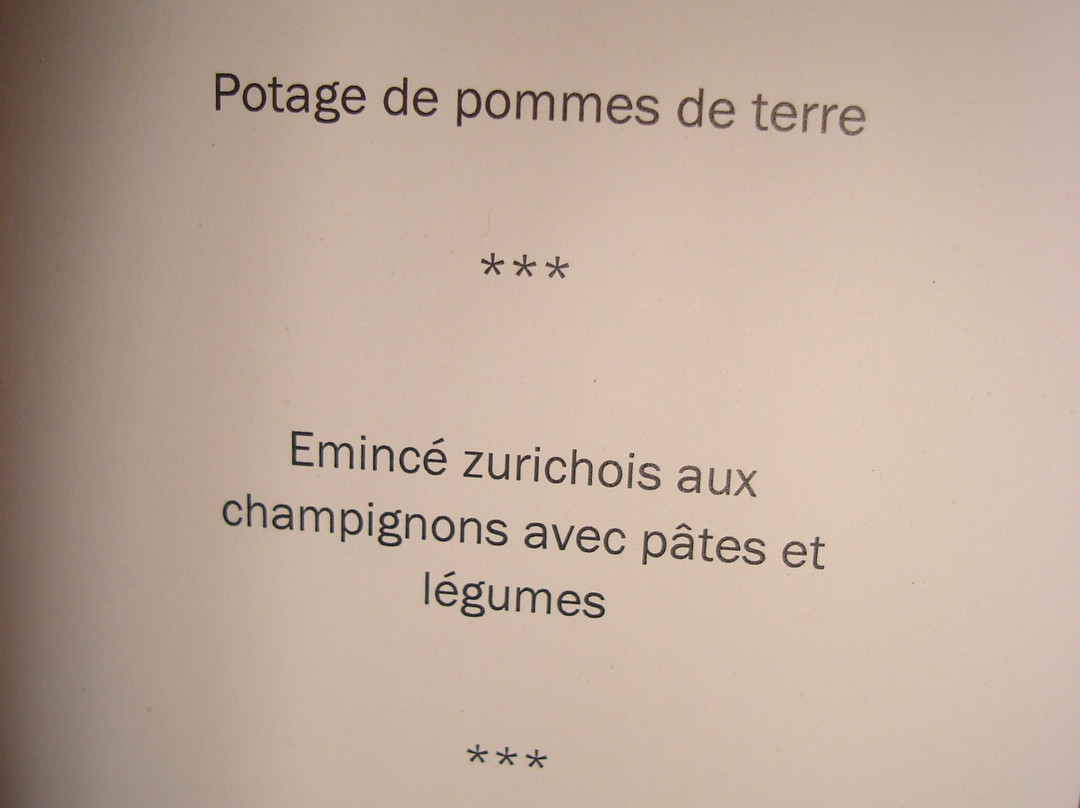 Potage de pommes de terre
***
Emincé zurichois aux
champignons avec pâtes et
légumes
***